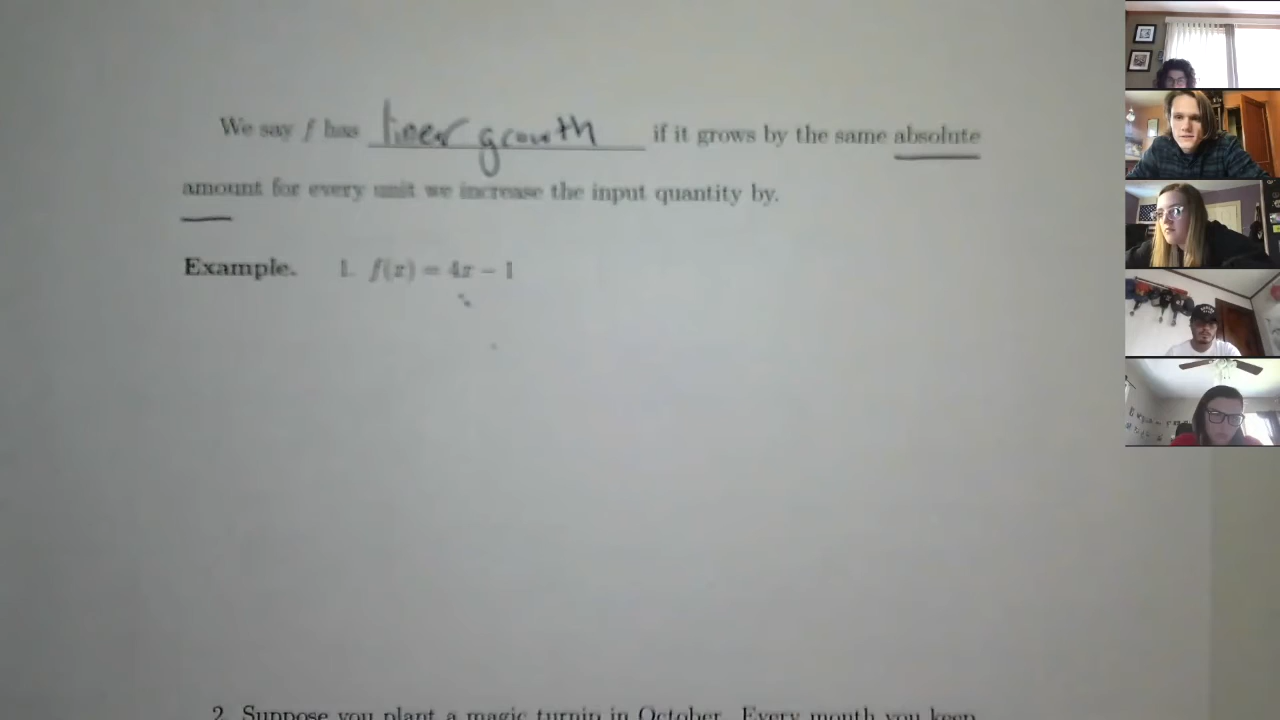 We say f has linear growth if it grows by the same absolute
amount for every unit we increase the input quantity by.
Example. 1. f(x) = 4x − 1
2. Suppose you plant a magic turnip in October. Every month you keep